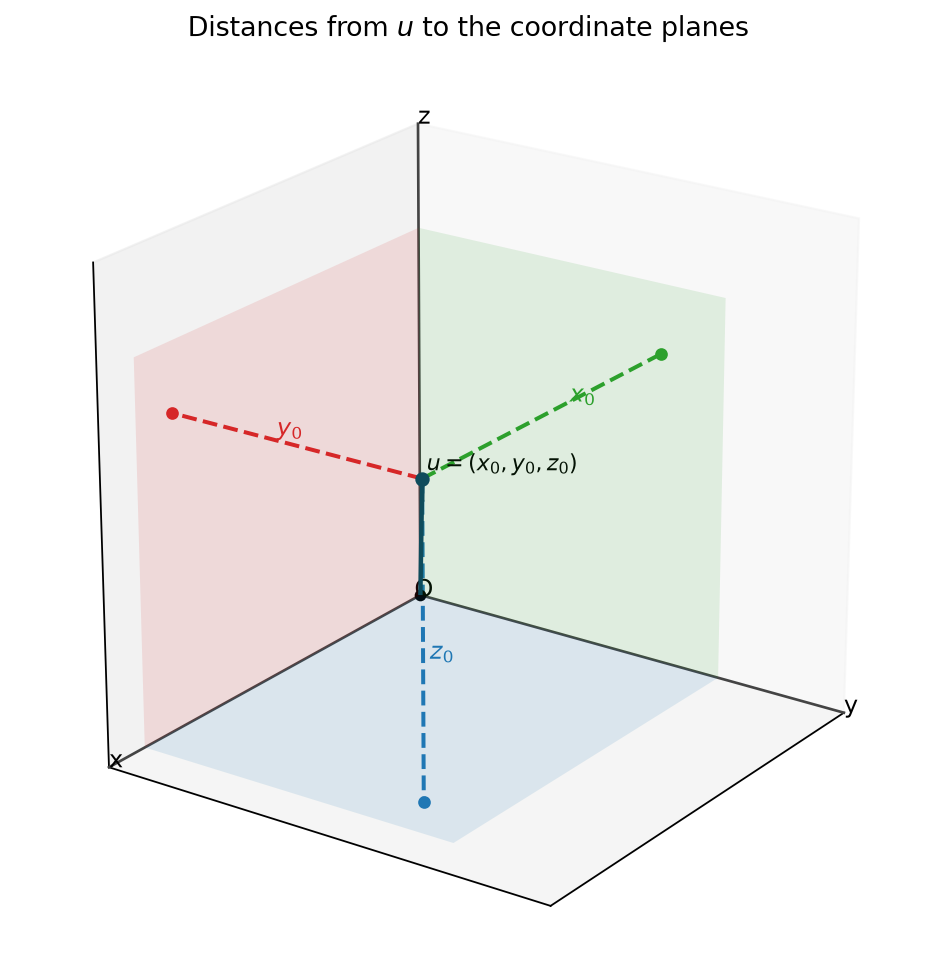 Distances from u to the coordinate planes
z
x₀
y₀
u = (x₀, y₀, z₀)
O
z₀
y
x